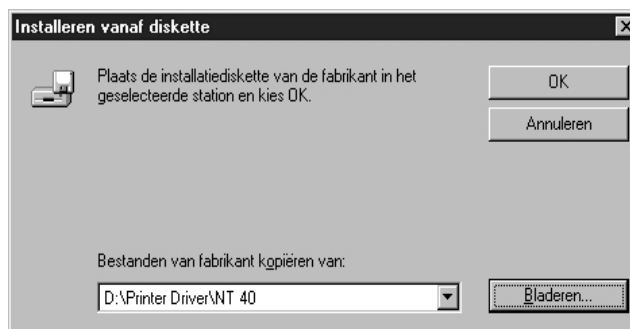 Installeren vanaf diskette
Plaats de installatiediskette van de fabrikant in het
geselecteerde station en kies OK.
OK
Annuleren
Bestanden van fabrikant kopiëren van:
D:\Printer Driver\NT 40
Bladeren...